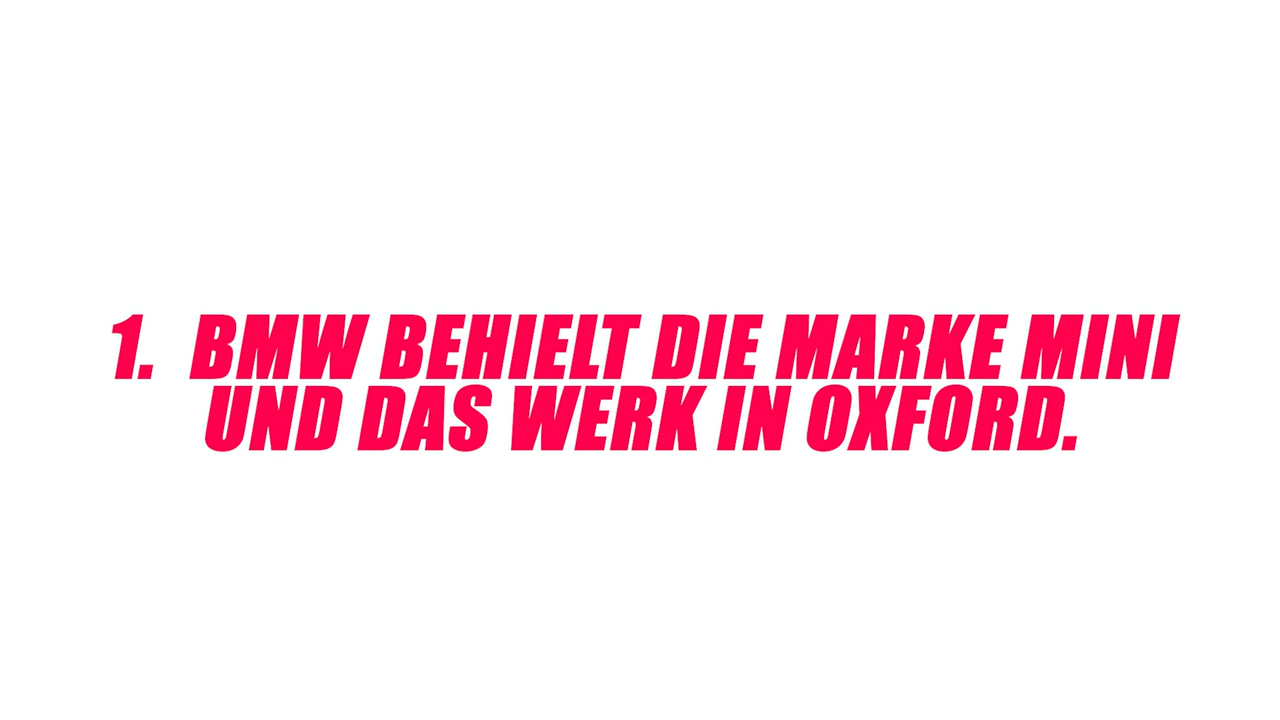 1. BMW BEHIELT DIE MARKE MINI
UND DAS WERK IN OXFORD.